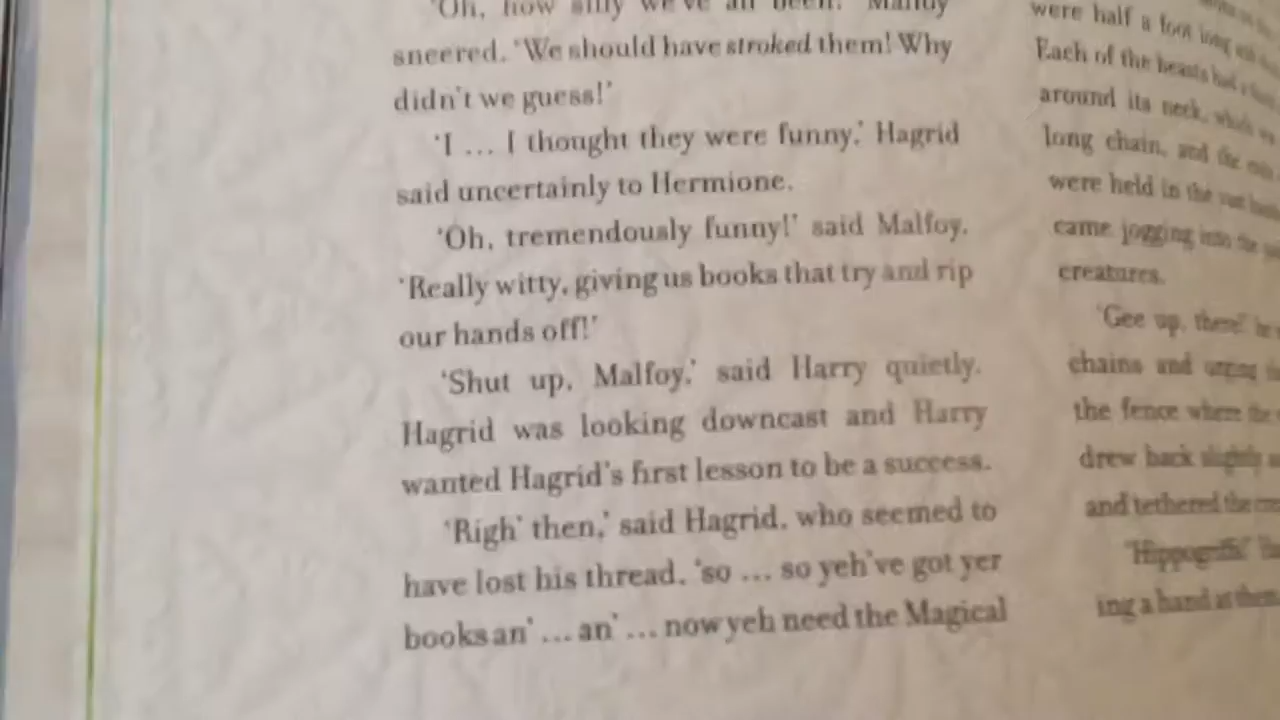 'Oh, how silly we've all been!'
sneered. 'We should have stroked them! Why
didn't we guess!'
'I ... I thought they were funny,' Hagrid
said uncertainly to Hermione.
'Oh, tremendously funny!' said Malfoy.
'Really witty, giving us books that try and rip
our hands off!'
'Shut up, Malfoy,' said Harry quietly.
Hagrid was looking downcast and Harry
wanted Hagrid's first lesson to be a success.
'Righ' then,' said Hagrid, who seemed to
have lost his thread, 'so ... so yeh've got yer
books an' ... an' ... now yeh need the Magical
were half a foot long
Each of the beasts had a
around its neck, which
long chain, and the
were held in the vast
came jogging into the
creatures.
'Gee up, there!' he
chains and urging
the fence where the
drew back slightly
and tethered the
'Hippogriffs!'
ing a hand at them